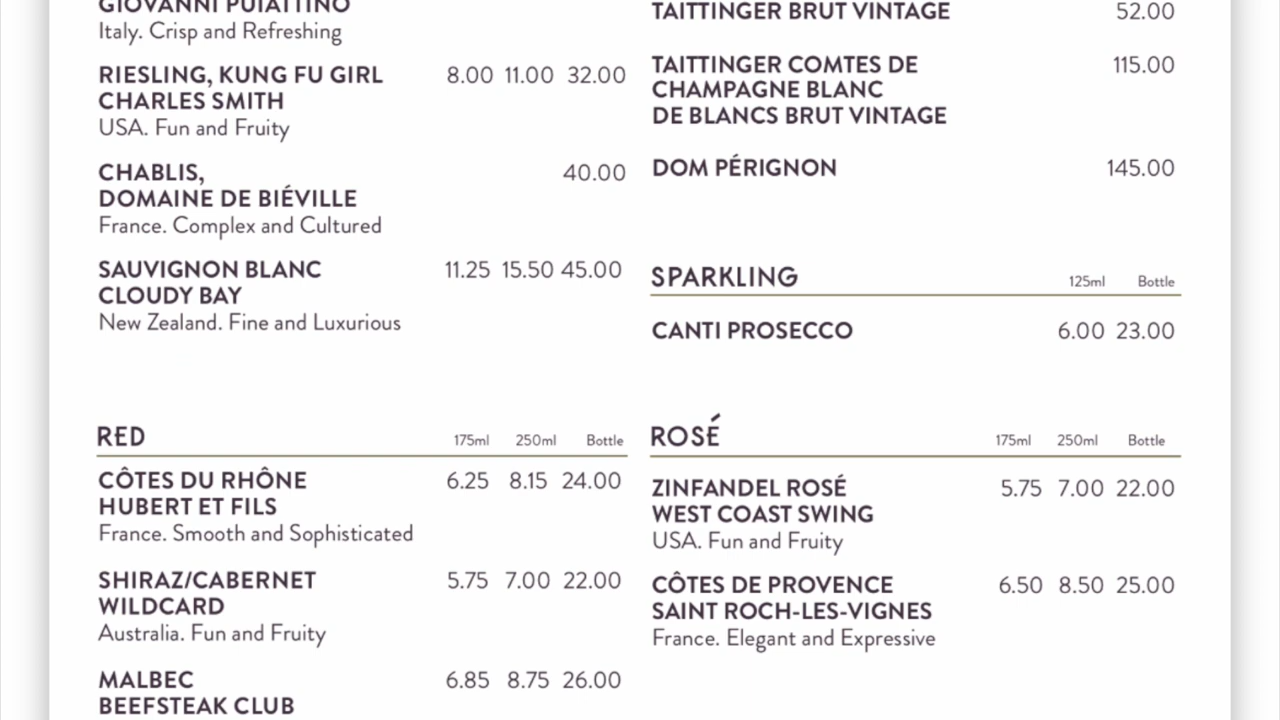 GIOVANNI PUIATTINO
Italy. Crisp and Refreshing
RIESLING, KUNG FU GIRL 8.00 11.00 32.00
CHARLES SMITH
USA. Fun and Fruity
CHABLIS, 40.00
DOMAINE DE BIÉVILLE
France. Complex and Cultured
SAUVIGNON BLANC 11.25 15.50 45.00
CLOUDY BAY
New Zealand. Fine and Luxurious
RED 175ml 250ml Bottle
CÔTES DU RHÔNE 6.25 8.15 24.00
HUBERT ET FILS
France. Smooth and Sophisticated
SHIRAZ/CABERNET 5.75 7.00 22.00
WILDCARD
Australia. Fun and Fruity
MALBEC 6.85 8.75 26.00
BEEFSTEAK CLUB
TAITTINGER BRUT VINTAGE 52.00
TAITTINGER COMTES DE 115.00
CHAMPAGNE BLANC
DE BLANCS BRUT VINTAGE
DOM PÉRIGNON 145.00
SPARKLING 125ml Bottle
CANTI PROSECCO 6.00 23.00
ROSÉ 175ml 250ml Bottle
ZINFANDEL ROSÉ 5.75 7.00 22.00
WEST COAST SWING
USA. Fun and Fruity
CÔTES DE PROVENCE 6.50 8.50 25.00
SAINT ROCH-LES-VIGNES
France. Elegant and Expressive